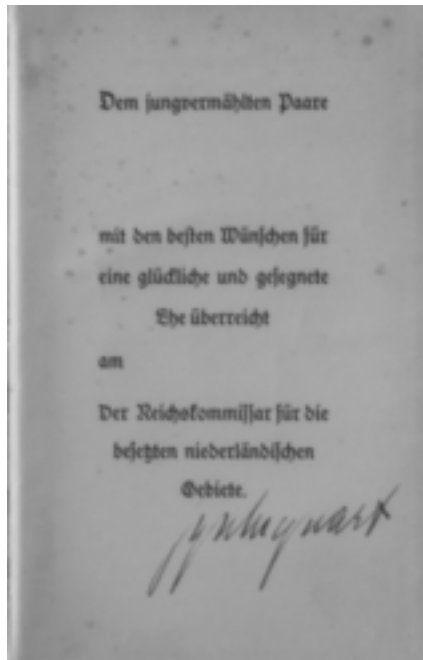 Dem jungvermählten Paare
mit den besten Wünschen für
eine glückliche und gesegnete
Ehe überreicht
am
Der Reichskommissar für die
besetzten niederländischen
Gebiete.